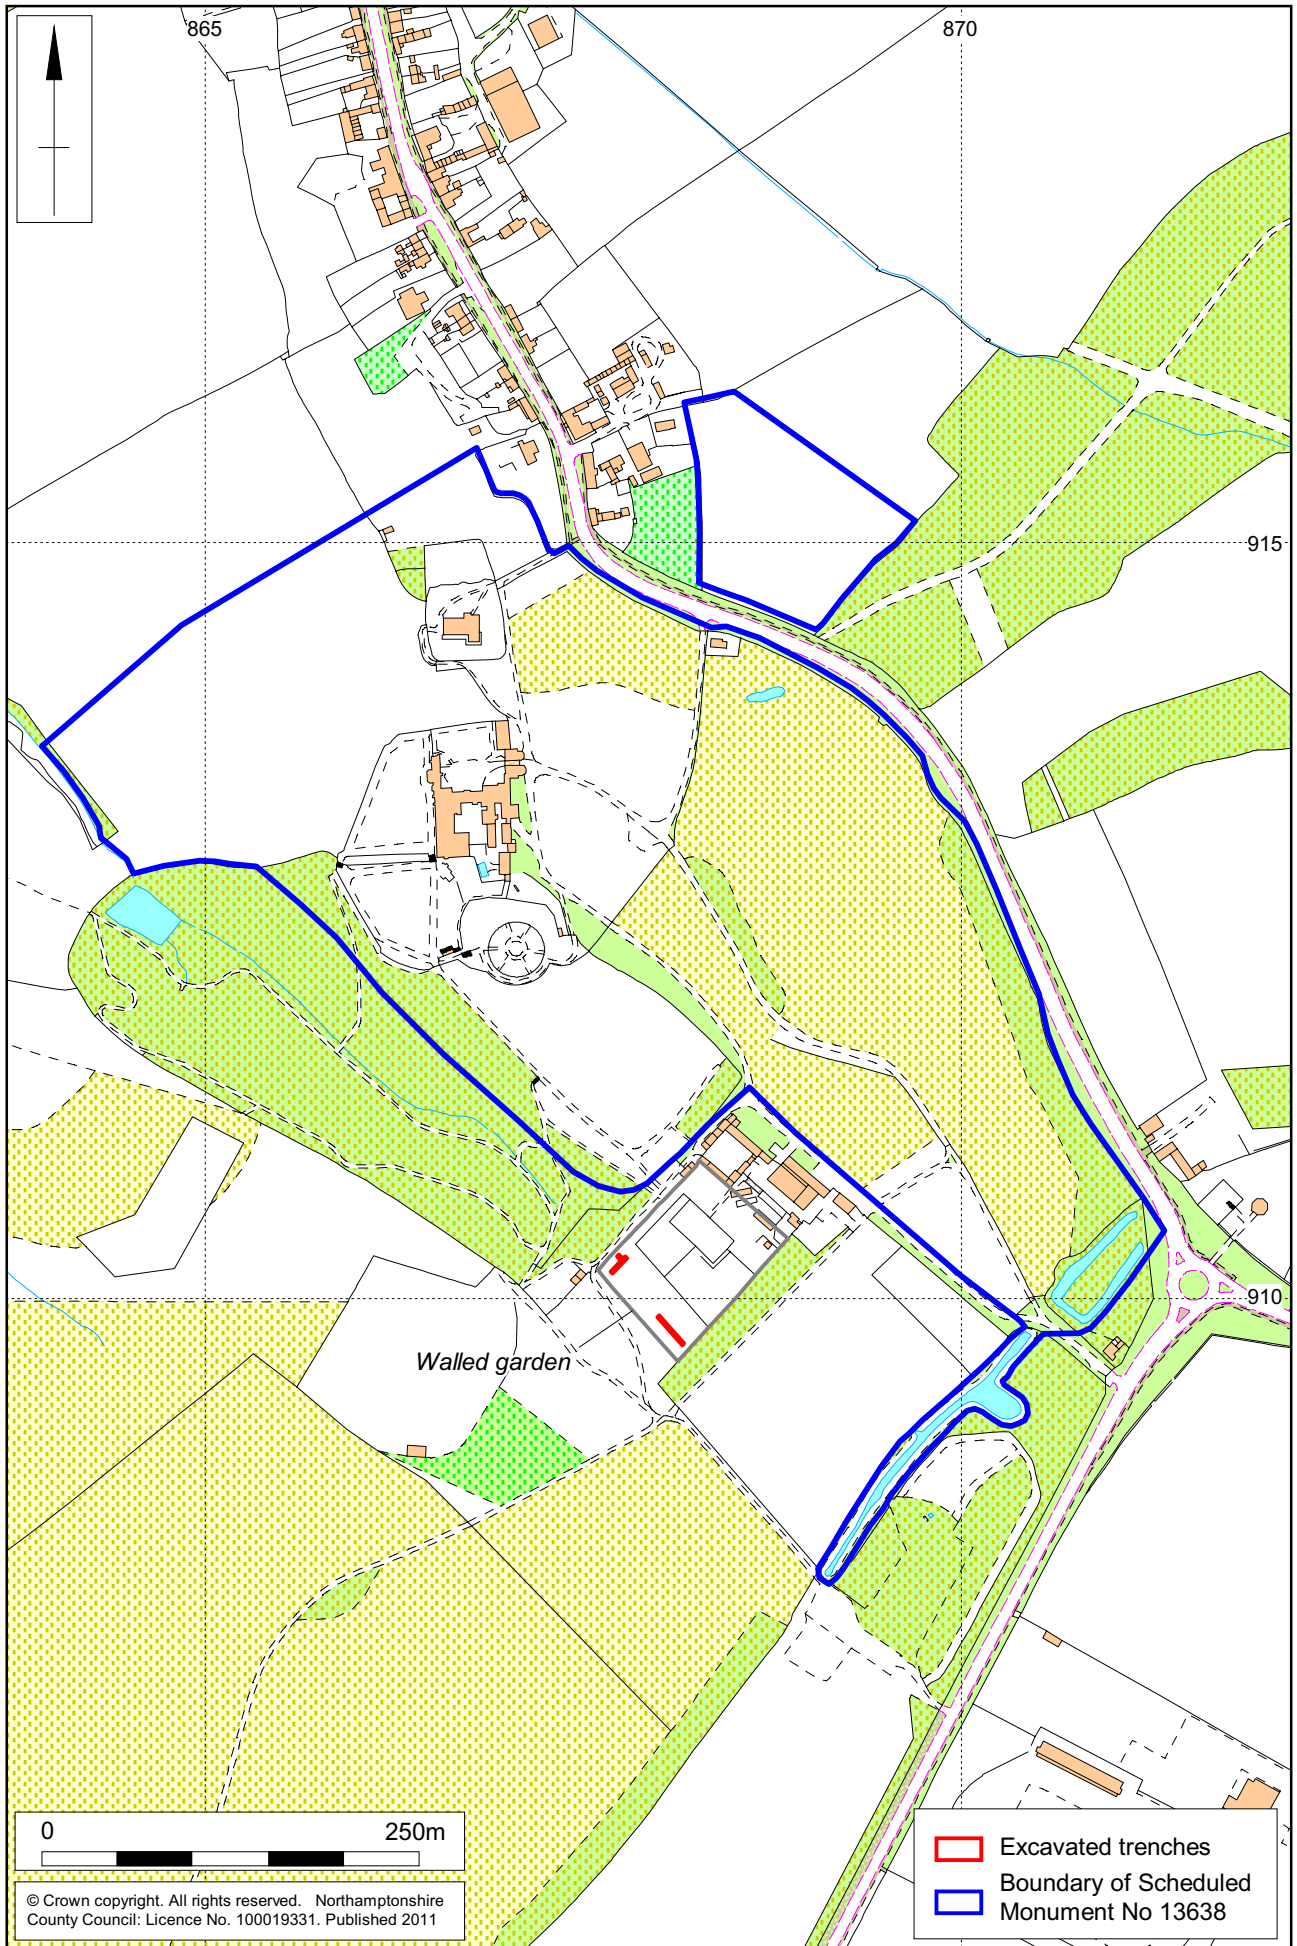 865
870
915
910
Walled garden
0 250m
© Crown copyright. All rights reserved. Northamptonshire
County Council: Licence No. 100019331. Published 2011
Excavated trenches
Boundary of Scheduled
Monument No 13638